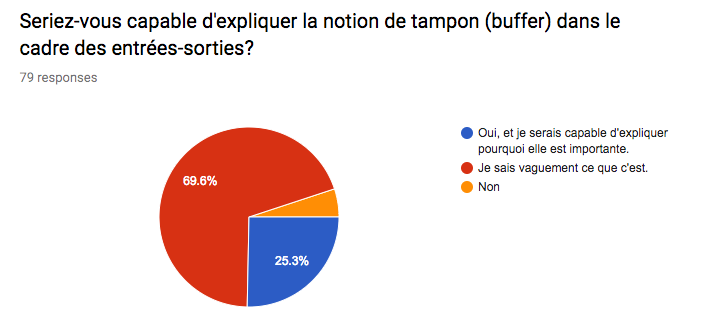 Seriez-vous capable d'expliquer la notion de tampon (buffer) dans le
cadre des entrées-sorties?
79 responses
Oui, et je serais capable d'expliquer
pourquoi elle est importante.
Je sais vaguement ce que c'est.
Non
69.6%
25.3%